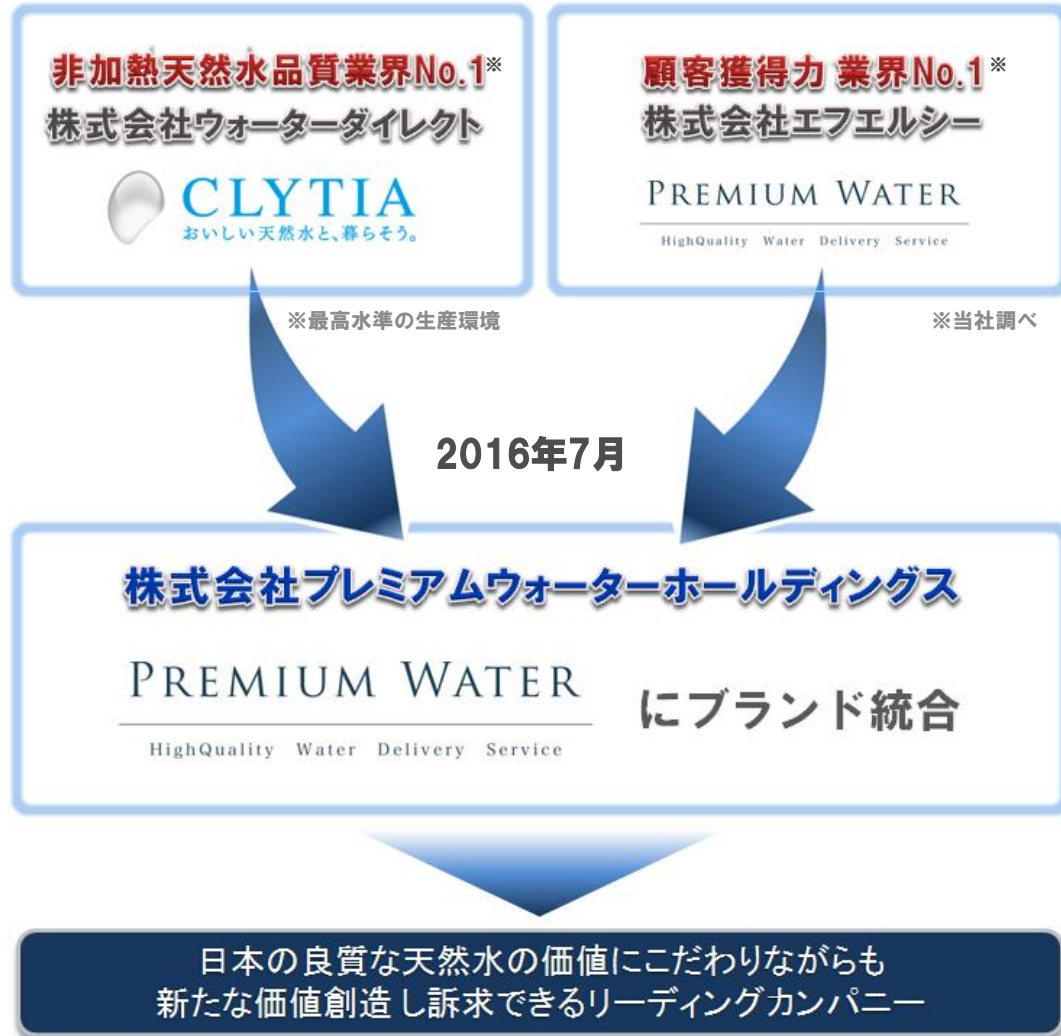 非加熱天然水品質業界No.1※
株式会社ウォーターダイレクト
CLYTIA
おいしい天然水と、暮らそう。
※最高水準の生産環境
顧客獲得力 業界No.1※
株式会社エフエルシー
PREMIUM WATER
HighQuality Water Delivery Service
※当社調べ
2016年7月
株式会社プレミアムウォーターホールディングス
PREMIUM WATER
HighQuality Water Delivery Service
にブランド統合
日本の良質な天然水の価値にこだわりながらも
新たな価値創造し訴求できるリーディングカンパニー